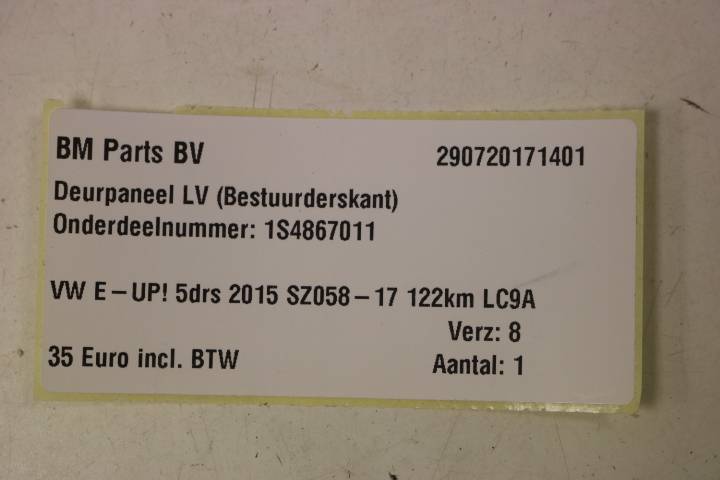 BM Parts BV 290720171401
Deurpaneel LV (Bestuurderskant)
Onderdeelnummer: 1S4867011
VW E-UP! 5drs 2015 SZ058-17 122km LC9A
Verz: 8
35 Euro incl. BTW Aantal: 1